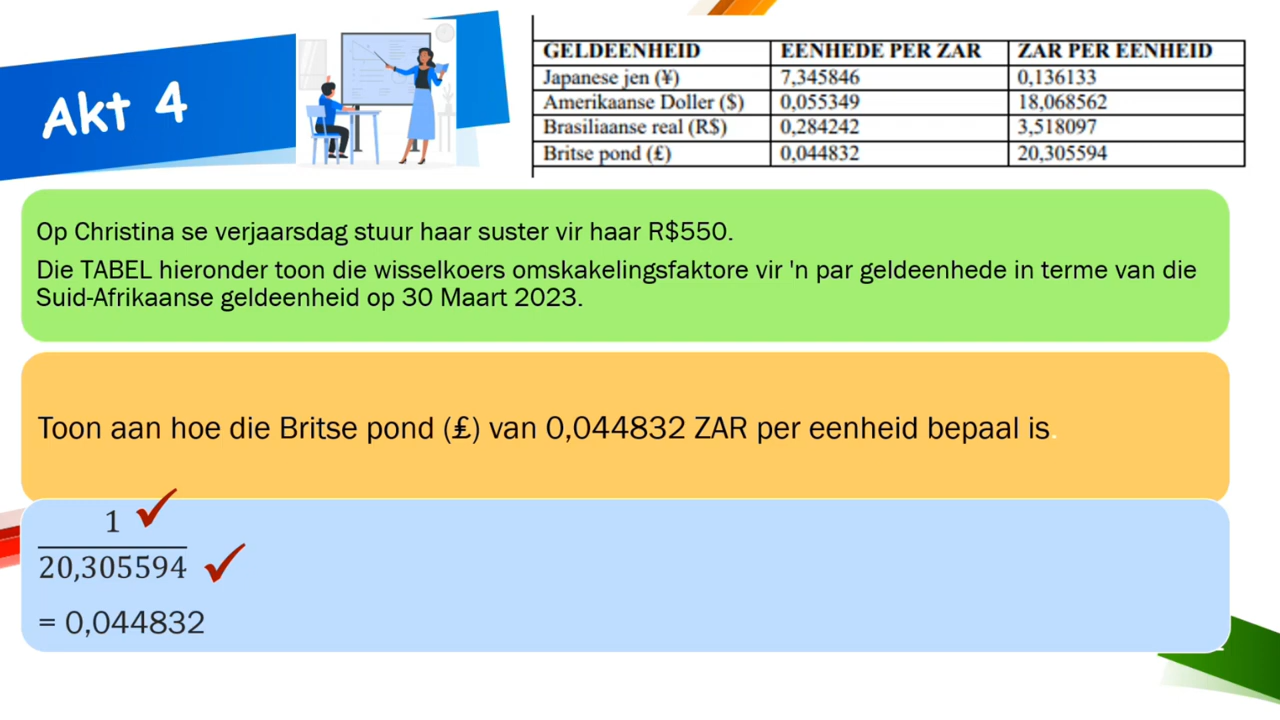 Akt 4
GELDEENHEID EENHEDE PER ZAR ZAR PER EENHEID
Japanese jen (¥) 7,345846 0,136133
Amerikaanse Doller ($) 0,055349 18,068562
Brasiliaanse real (R$) 0,284242 3,518097
Britse pond (£) 0,044832 20,305594
Op Christina se verjaarsdag stuur haar suster vir haar R$550.
Die TABEL hieronder toon die wisselkoers omskakelingsfaktore vir 'n par geldeenhede in terme van die
Suid-Afrikaanse geldeenheid op 30 Maart 2023.
Toon aan hoe die Britse pond (₤) van 0,044832 ZAR per eenheid bepaal is.
1
20,305594
= 0,044832